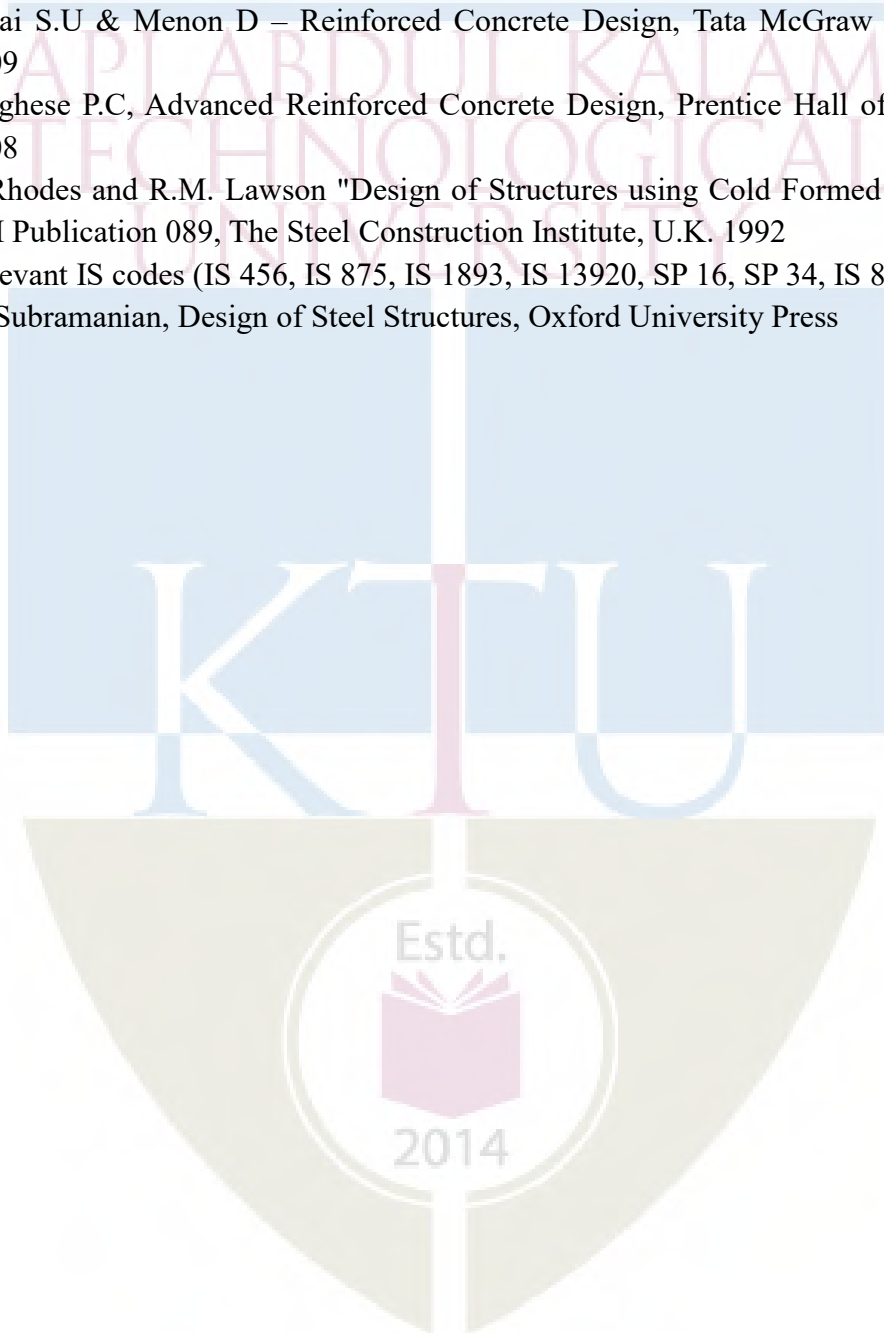 ai S.U & Menon D – Reinforced Concrete Design, Tata McGraw
09
ghese P.C, Advanced Reinforced Concrete Design, Prentice Hall of
08
Rhodes and R.M. Lawson "Design of Structures using Cold Formed
I Publication 089, The Steel Construction Institute, U.K. 1992
evant IS codes (IS 456, IS 875, IS 1893, IS 13920, SP 16, SP 34, IS 8
Subramanian, Design of Steel Structures, Oxford University Press
API ABDUL KALAM
TECHNOLOGICAL
UNIVERSITY
KTU
Estd.
2014